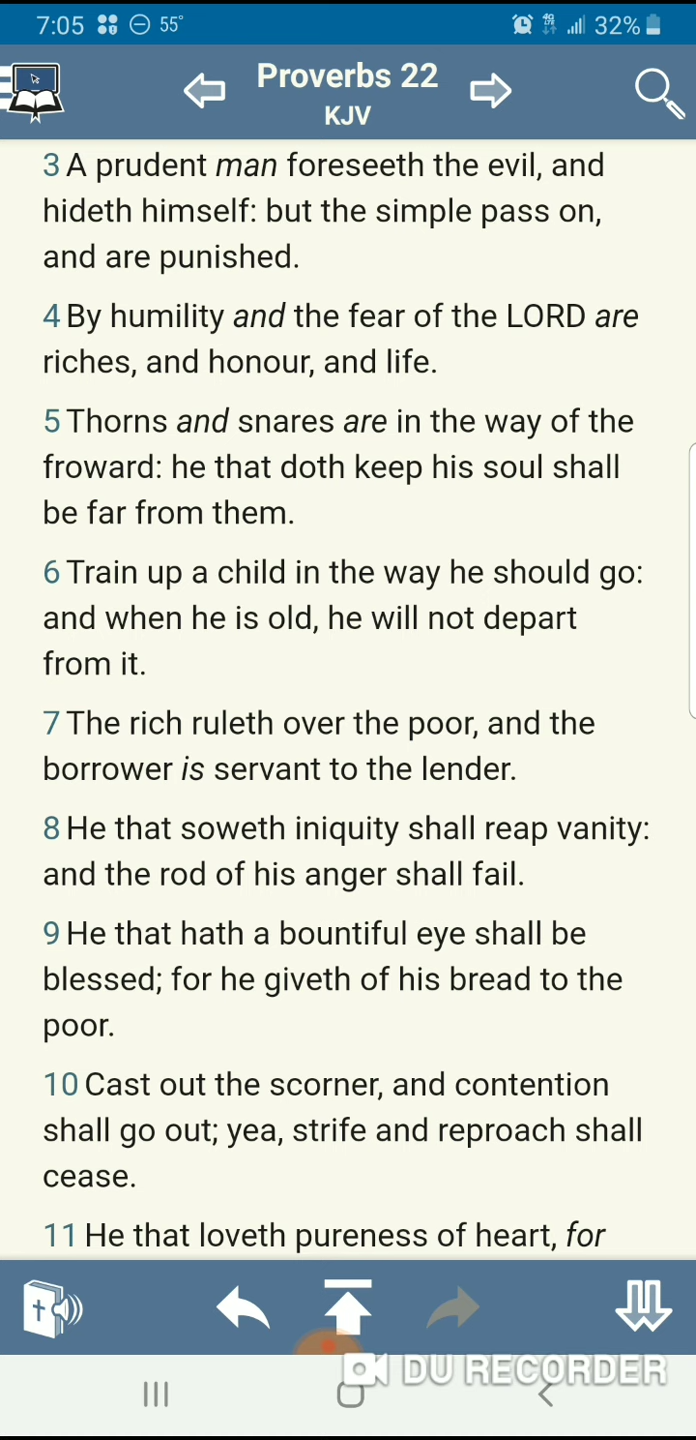 7:05 55°
4G 32%
Proverbs 22
KJV
3 A prudent man foreseeth the evil, and
hideth himself: but the simple pass on,
and are punished.
4 By humility and the fear of the LORD are
riches, and honour, and life.
5 Thorns and snares are in the way of the
froward: he that doth keep his soul shall
be far from them.
6 Train up a child in the way he should go:
and when he is old, he will not depart
from it.
7 The rich ruleth over the poor, and the
borrower is servant to the lender.
8 He that soweth iniquity shall reap vanity:
and the rod of his anger shall fail.
9 He that hath a bountiful eye shall be
blessed; for he giveth of his bread to the
poor.
10 Cast out the scorner, and contention
shall go out; yea, strife and reproach shall
cease.
11 He that loveth pureness of heart, for
DU RECORDER